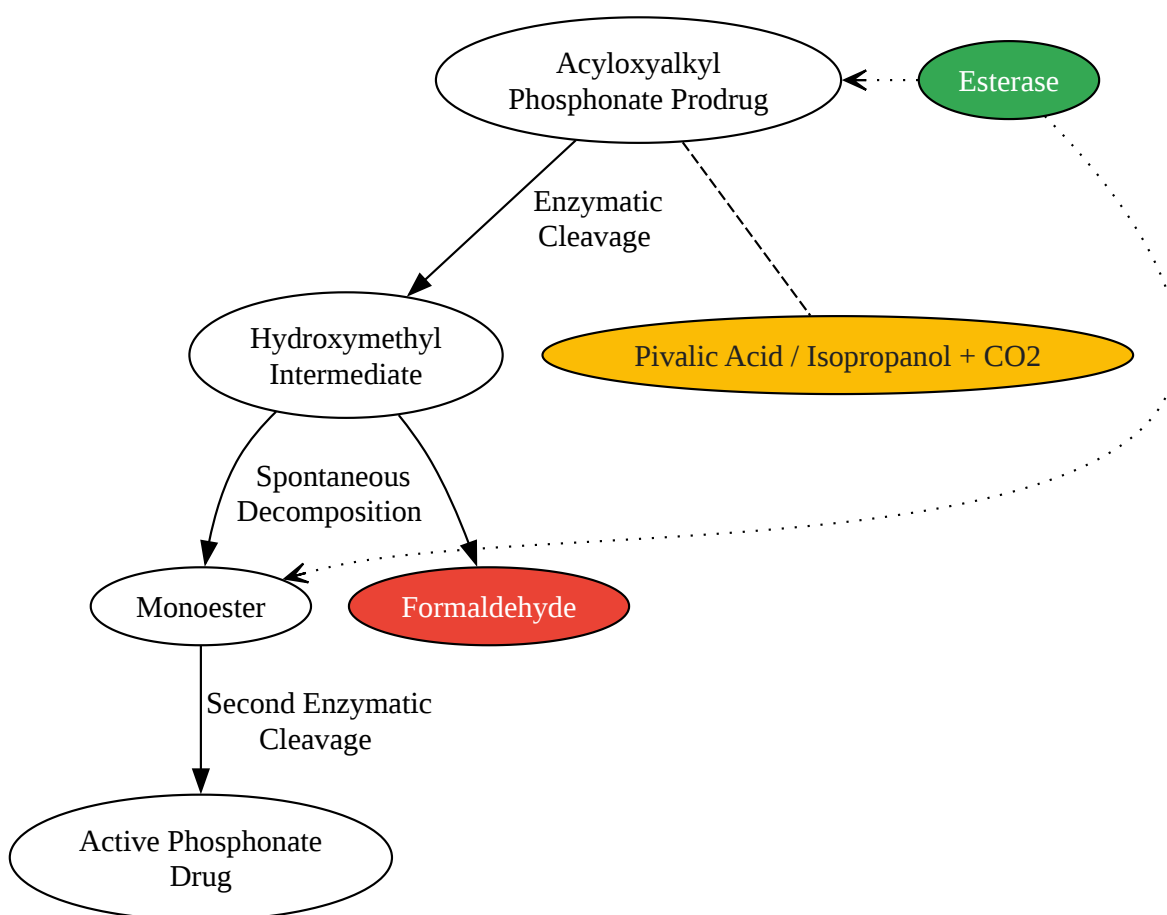 Acyloxyalkyl
Phosphonate Prodrug
Esterase
Enzymatic
Cleavage
Hydroxymethyl
Intermediate
Pivalic Acid / Isopropanol + CO2
Spontaneous
Decomposition
Monoester
Formaldehyde
Second Enzymatic
Cleavage
Active Phosphonate
Drug